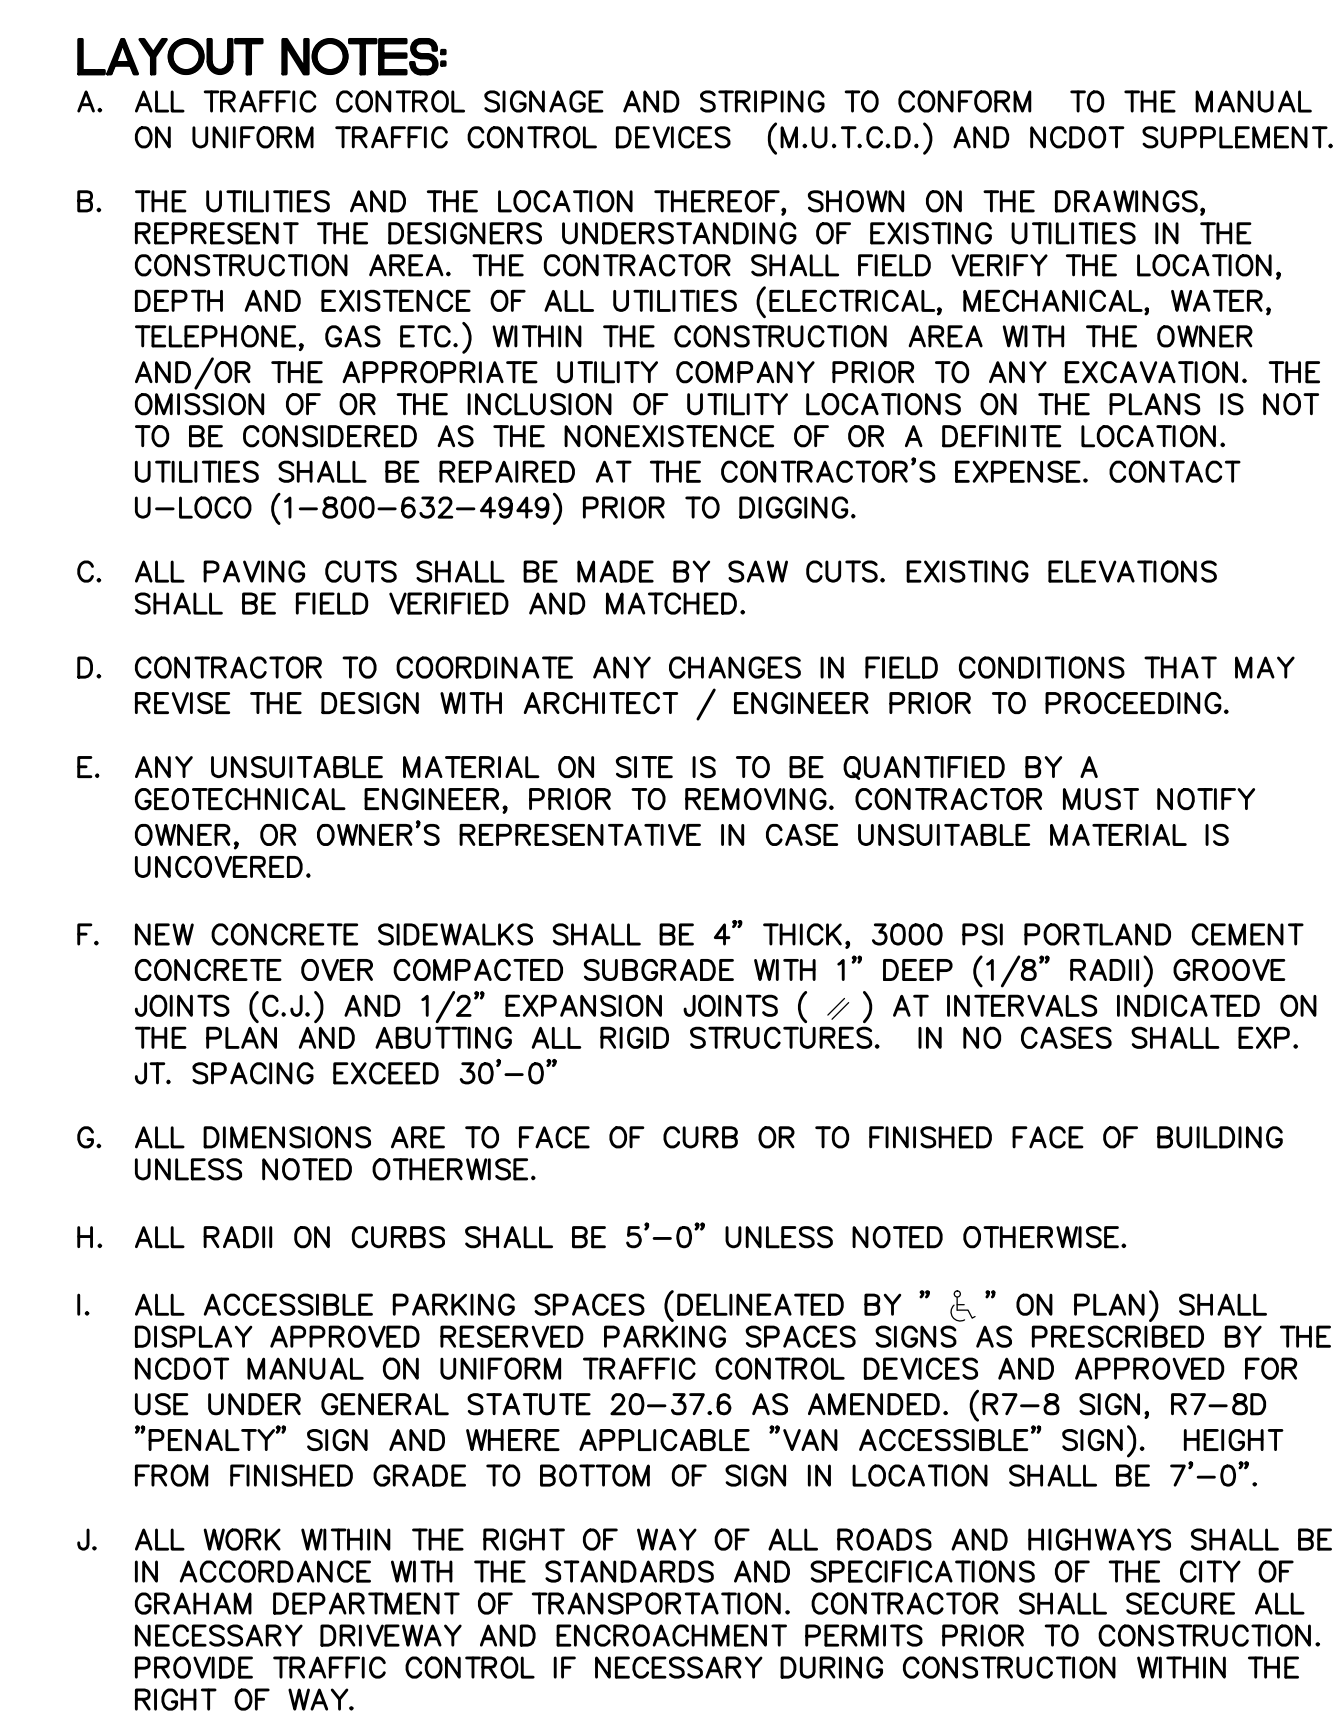 LAYOUT NOTES:
A. ALL TRAFFIC CONTROL SIGNAGE AND STRIPING TO CONFORM TO THE MANUAL
ON UNIFORM TRAFFIC CONTROL DEVICES (M.U.T.C.D.) AND NCDOT SUPPLEMENT.
B. THE UTILITIES AND THE LOCATION THEREOF, SHOWN ON THE DRAWINGS,
REPRESENT THE DESIGNERS UNDERSTANDING OF EXISTING UTILITIES IN THE
CONSTRUCTION AREA. THE CONTRACTOR SHALL FIELD VERIFY THE LOCATION,
DEPTH AND EXISTENCE OF ALL UTILITIES (ELECTRICAL, MECHANICAL, WATER,
TELEPHONE, GAS ETC.) WITHIN THE CONSTRUCTION AREA WITH THE OWNER
AND/OR THE APPROPRIATE UTILITY COMPANY PRIOR TO ANY EXCAVATION. THE
OMISSION OF OR THE INCLUSION OF UTILITY LOCATIONS ON THE PLANS IS NOT
TO BE CONSIDERED AS THE NONEXISTENCE OF OR A DEFINITE LOCATION.
UTILITIES SHALL BE REPAIRED AT THE CONTRACTOR'S EXPENSE. CONTACT
U-LOCO (1-800-632-4949) PRIOR TO DIGGING.
C. ALL PAVING CUTS SHALL BE MADE BY SAW CUTS. EXISTING ELEVATIONS
SHALL BE FIELD VERIFIED AND MATCHED.
D. CONTRACTOR TO COORDINATE ANY CHANGES IN FIELD CONDITIONS THAT MAY
REVISE THE DESIGN WITH ARCHITECT / ENGINEER PRIOR TO PROCEEDING.
E. ANY UNSUITABLE MATERIAL ON SITE IS TO BE QUANTIFIED BY A
GEOTECHNICAL ENGINEER, PRIOR TO REMOVING. CONTRACTOR MUST NOTIFY
OWNER, OR OWNER'S REPRESENTATIVE IN CASE UNSUITABLE MATERIAL IS
UNCOVERED.
F. NEW CONCRETE SIDEWALKS SHALL BE 4" THICK, 3000 PSI PORTLAND CEMENT
CONCRETE OVER COMPACTED SUBGRADE WITH 1" DEEP (1/8" RADII) GROOVE
JOINTS (C.J.) AND 1/2" EXPANSION JOINTS ( // ) AT INTERVALS INDICATED ON
THE PLAN AND ABUTTING ALL RIGID STRUCTURES. IN NO CASES SHALL EXP.
JT. SPACING EXCEED 30'-0"
G. ALL DIMENSIONS ARE TO FACE OF CURB OR TO FINISHED FACE OF BUILDING
UNLESS NOTED OTHERWISE.
H. ALL RADII ON CURBS SHALL BE 5'-0" UNLESS NOTED OTHERWISE.
I. ALL ACCESSIBLE PARKING SPACES (DELINEATED BY " ♿ " ON PLAN) SHALL
DISPLAY APPROVED RESERVED PARKING SPACES SIGNS AS PRESCRIBED BY THE
NCDOT MANUAL ON UNIFORM TRAFFIC CONTROL DEVICES AND APPROVED FOR
USE UNDER GENERAL STATUTE 20-37.6 AS AMENDED. (R7-8 SIGN, R7-8D
"PENALTY" SIGN AND WHERE APPLICABLE "VAN ACCESSIBLE" SIGN). HEIGHT
FROM FINISHED GRADE TO BOTTOM OF SIGN IN LOCATION SHALL BE 7'-0".
J. ALL WORK WITHIN THE RIGHT OF WAY OF ALL ROADS AND HIGHWAYS SHALL BE
IN ACCORDANCE WITH THE STANDARDS AND SPECIFICATIONS OF THE CITY OF
GRAHAM DEPARTMENT OF TRANSPORTATION. CONTRACTOR SHALL SECURE ALL
NECESSARY DRIVEWAY AND ENCROACHMENT PERMITS PRIOR TO CONSTRUCTION.
PROVIDE TRAFFIC CONTROL IF NECESSARY DURING CONSTRUCTION WITHIN THE
RIGHT OF WAY.